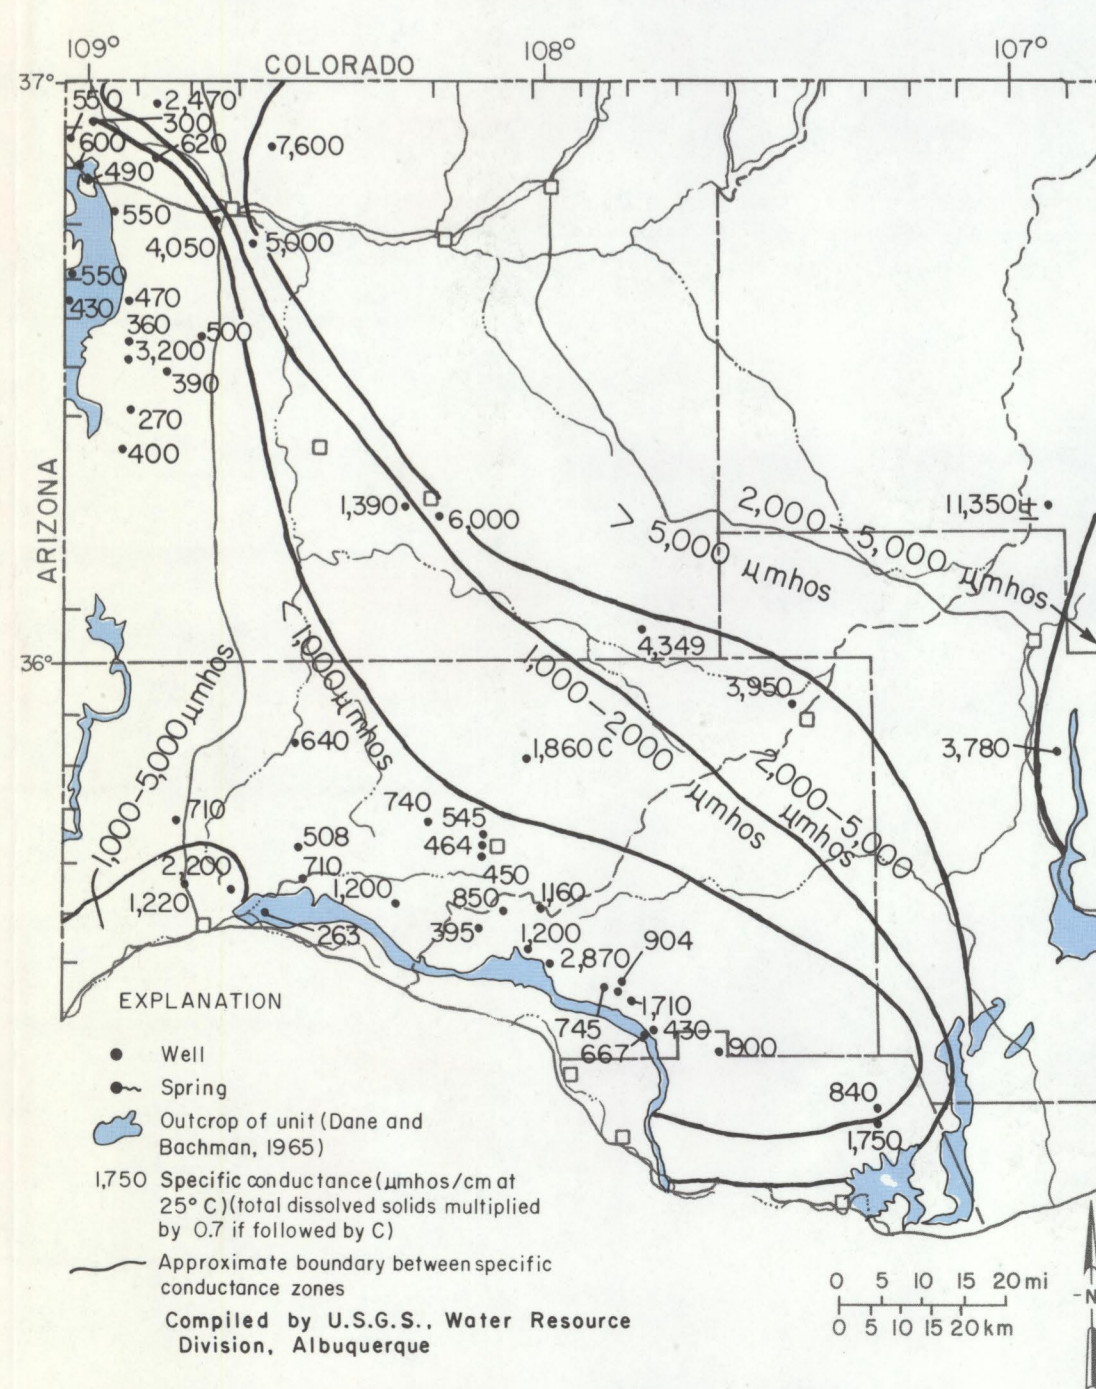 109°
108°
107°
COLORADO
37°
550
2,470
300
600
620
7,600
490
550
4,050
5,000
550
470
430
360
500
3,200
390
270
400
ARIZONA
1,390
6,000
2,000-5,000 µmhos
11,350±
> 5,000 µmhos
4,349
36°
< 1,000 µmhos
1,000-2000 µmhos
3,950
1,000-5,000 µmhos
640
1,860 C
3,780
2,000-5,000 µmhos
740
545
710
464
508
450
2,200
710
1,200
850
1,160
1,220
263
395
1,200
904
2,870
1,710
745
430
667
900
840
1,750
EXPLANATION
Well
Spring
Outcrop of unit (Dane and
Bachman, 1965)
1,750 Specific conductance (µmhos/cm at
25° C)(total dissolved solids multiplied
by 0.7 if followed by C)
Approximate boundary between specific
conductance zones
Compiled by U.S.G.S., Water Resource
Division, Albuquerque
0 5 10 15 20 mi
0 5 10 15 20 km
N